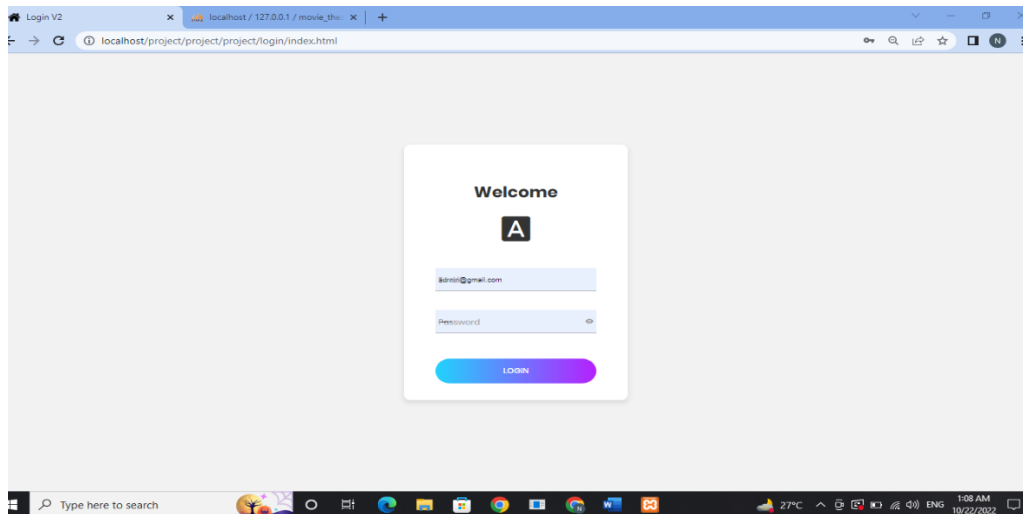 Login V2
localhost / 127.0.0.1 / movie_the
localhost/project/project/project/login/index.html
N
Welcome
A
@gmail.com
Password
LOGIN
Type here to search
27°C
ENG
1:08 AM
10/22/2022